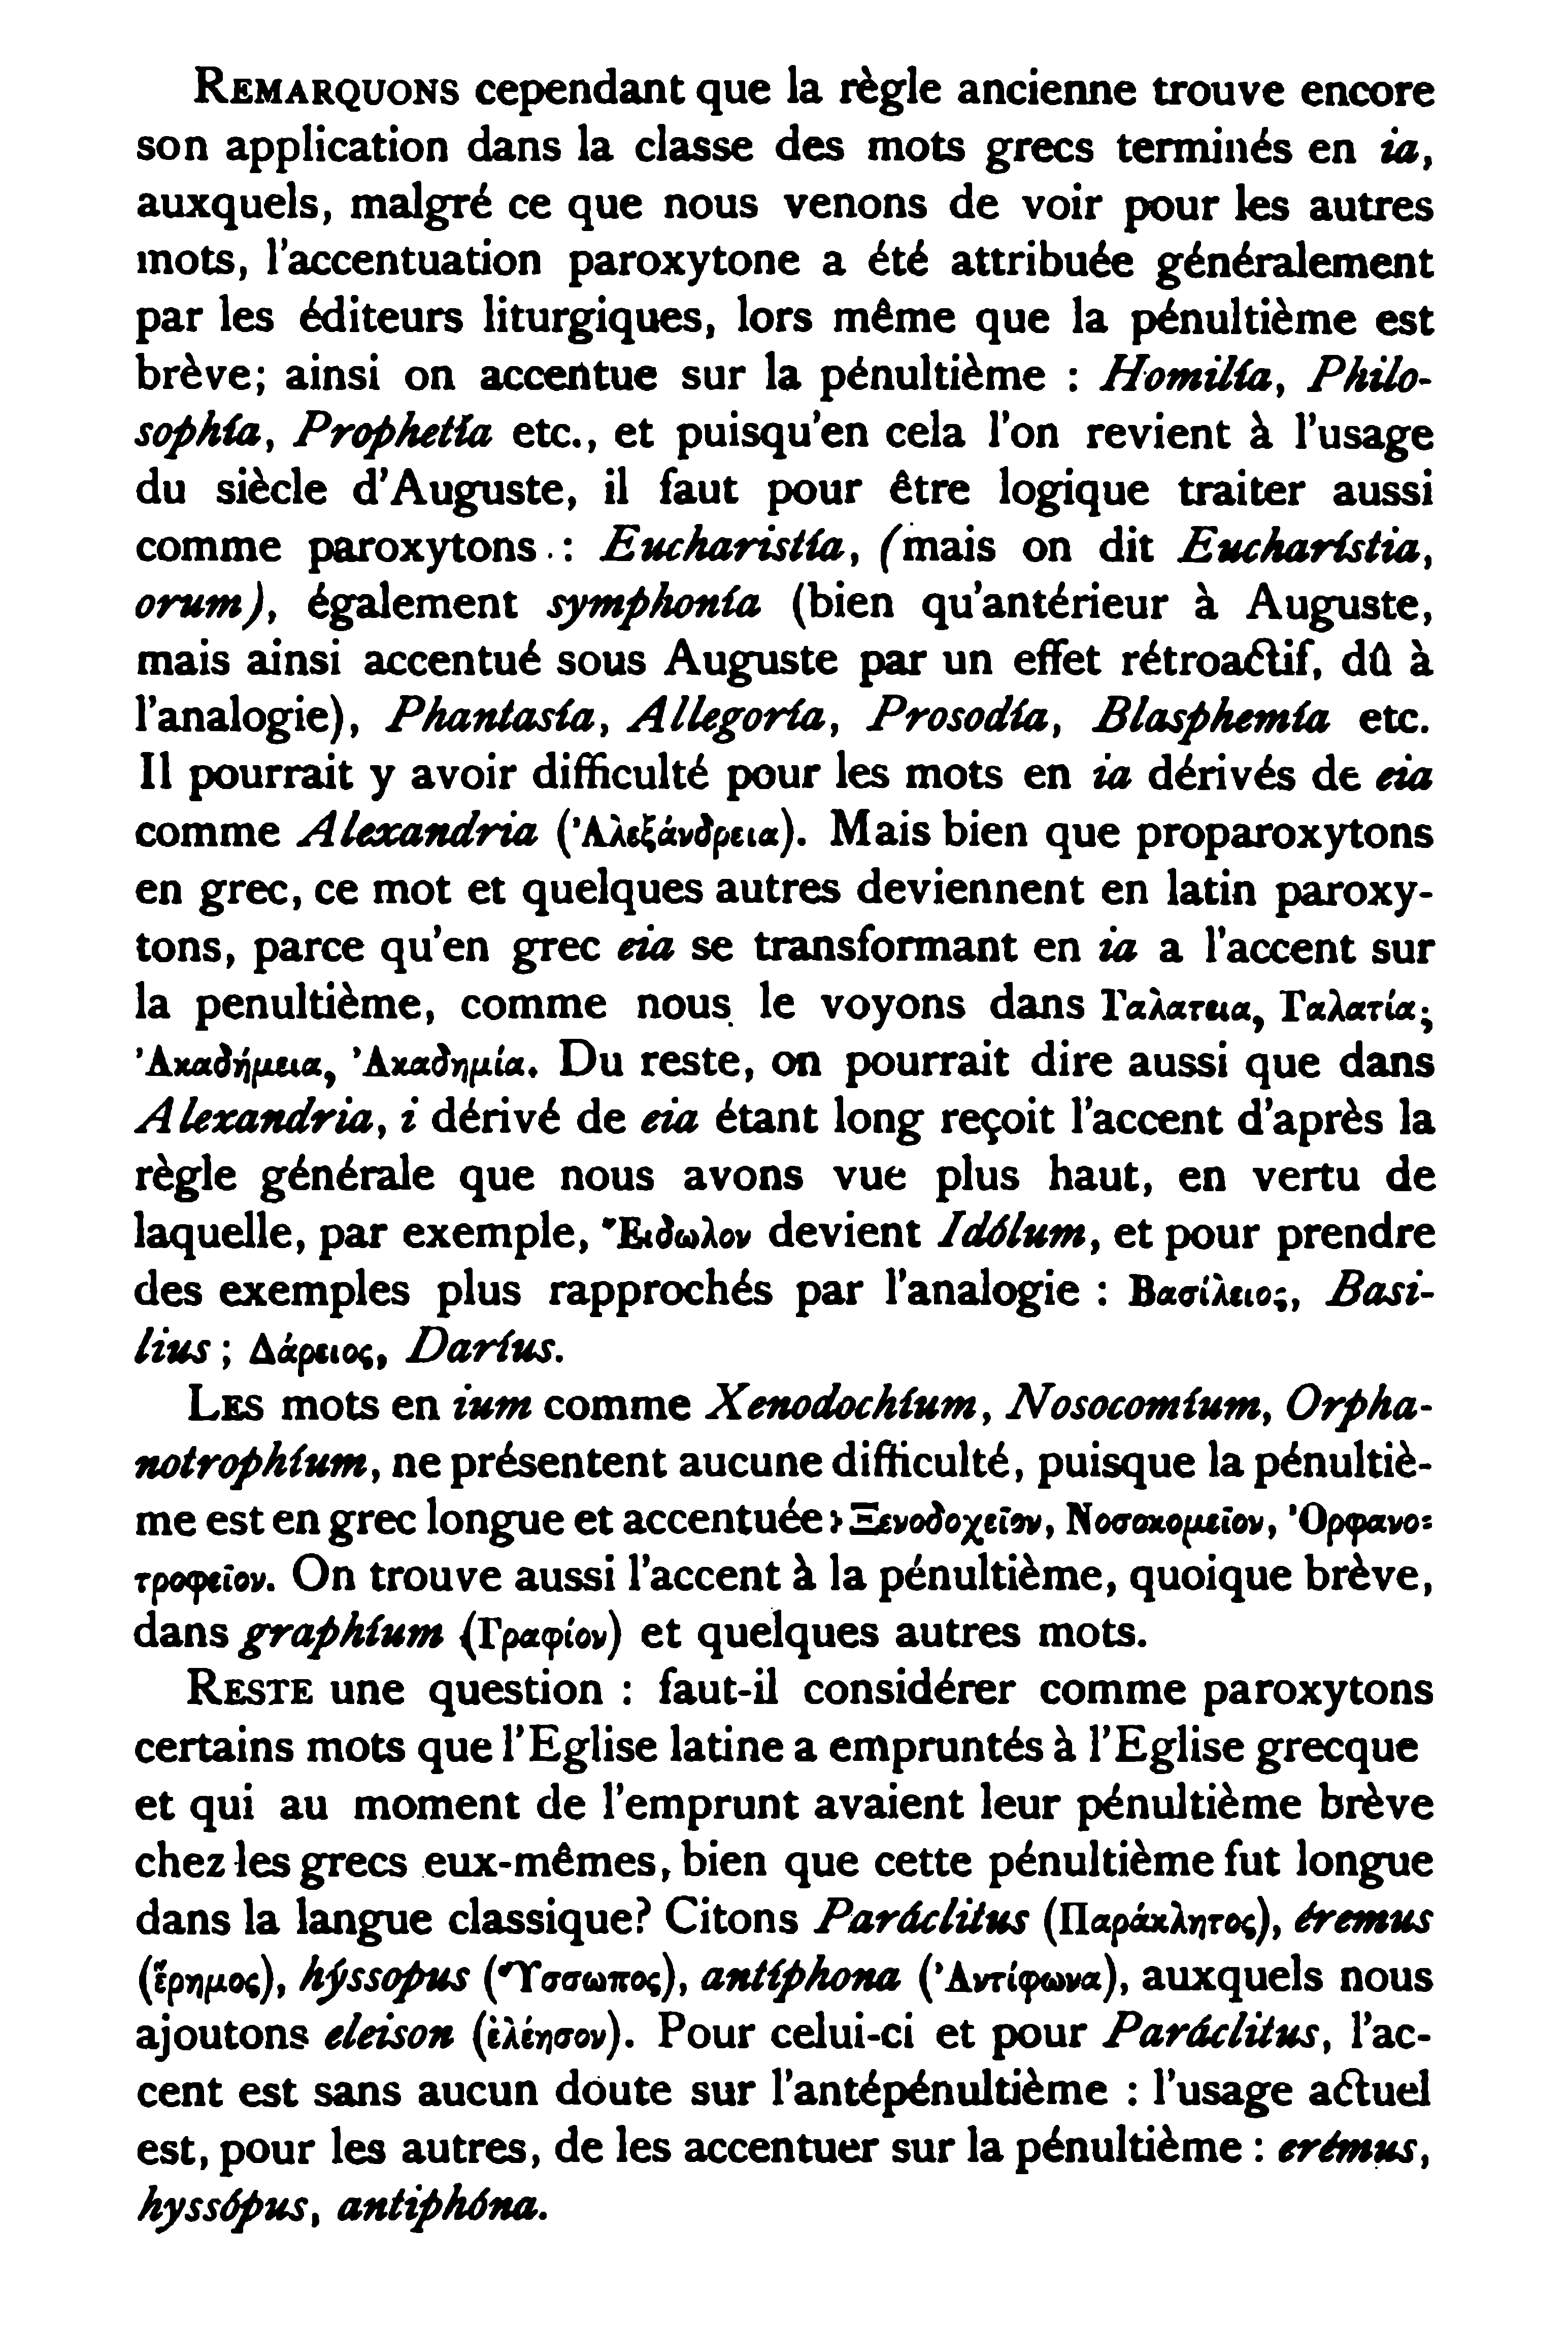 REMARQUONS cependant que la règle ancienne trouve encore
son application dans la classe des mots grecs terminés en ia,
auxquels, malgré ce que nous venons de voir pour les autres
mots, l'accentuation paroxytone a été attribuée généralement
par les éditeurs liturgiques, lors même que la pénultième est
brève; ainsi on accentue sur la pénultième : Homilía, Philo-
sophía, Prophetía etc., et puisqu'en cela l'on revient à l'usage
du siècle d'Auguste, il faut pour être logique traiter aussi
comme paroxytons : Eucharistía, (mais on dit Eucharístia,
orum), également symphonía (bien qu'antérieur à Auguste,
mais ainsi accentué sous Auguste par un effet rétroactif, dû à
l'analogie), Phantasía, Allegoría, Prosodía, Blasphemía etc.
Il pourrait y avoir difficulté pour les mots en ia dérivés de eia
comme Alexandria (Ἀλεξάνδρεια). Mais bien que proparoxytons
en grec, ce mot et quelques autres deviennent en latin paroxy-
tons, parce qu'en grec eia se transformant en ia a l'accent sur
la penultième, comme nous le voyons dans Γαλατεια, Γαλατία;
Ἀκαδήμεια, Ἀκαδημία. Du reste, on pourrait dire aussi que dans
Alexandria, i dérivé de eia étant long reçoit l'accent d'après la
règle générale que nous avons vue plus haut, en vertu de
laquelle, par exemple, Ἔιδωλον devient Idólum, et pour prendre
des exemples plus rapprochés par l'analogie : Βασίλειος, Basi-
lius ; Δάρειος, Daríus.
LES mots en ium comme Xenodochíum, Nosocomíum, Orpha-
notrophíum, ne présentent aucune difficulté, puisque la pénultiè-
me est en grec longue et accentuée : Ξενοδοχεῖον, Νοσοκομεῖον, Ὀρφανο-
τροφεῖον. On trouve aussi l'accent à la pénultième, quoique brève,
dans graphíum (Γραφίον) et quelques autres mots.
RESTE une question : faut-il considérer comme paroxytons
certains mots que l'Eglise latine a empruntés à l'Eglise grecque
et qui au moment de l'emprunt avaient leur pénultième brève
chez les grecs eux-mêmes, bien que cette pénultième fut longue
dans la langue classique? Citons Paráclitus (Παράκλητος), éremus
(ἔρημος), hýssopus (Ὕσσωπος), antíphona (Ἀντίφωνα), auxquels nous
ajoutons eleison (ἐλέησον). Pour celui-ci et pour Paráclitus, l'ac-
cent est sans aucun doute sur l'antépénultième : l'usage actuel
est, pour les autres, de les accentuer sur la pénultième : erémus,
hyssópus, antiphóna.